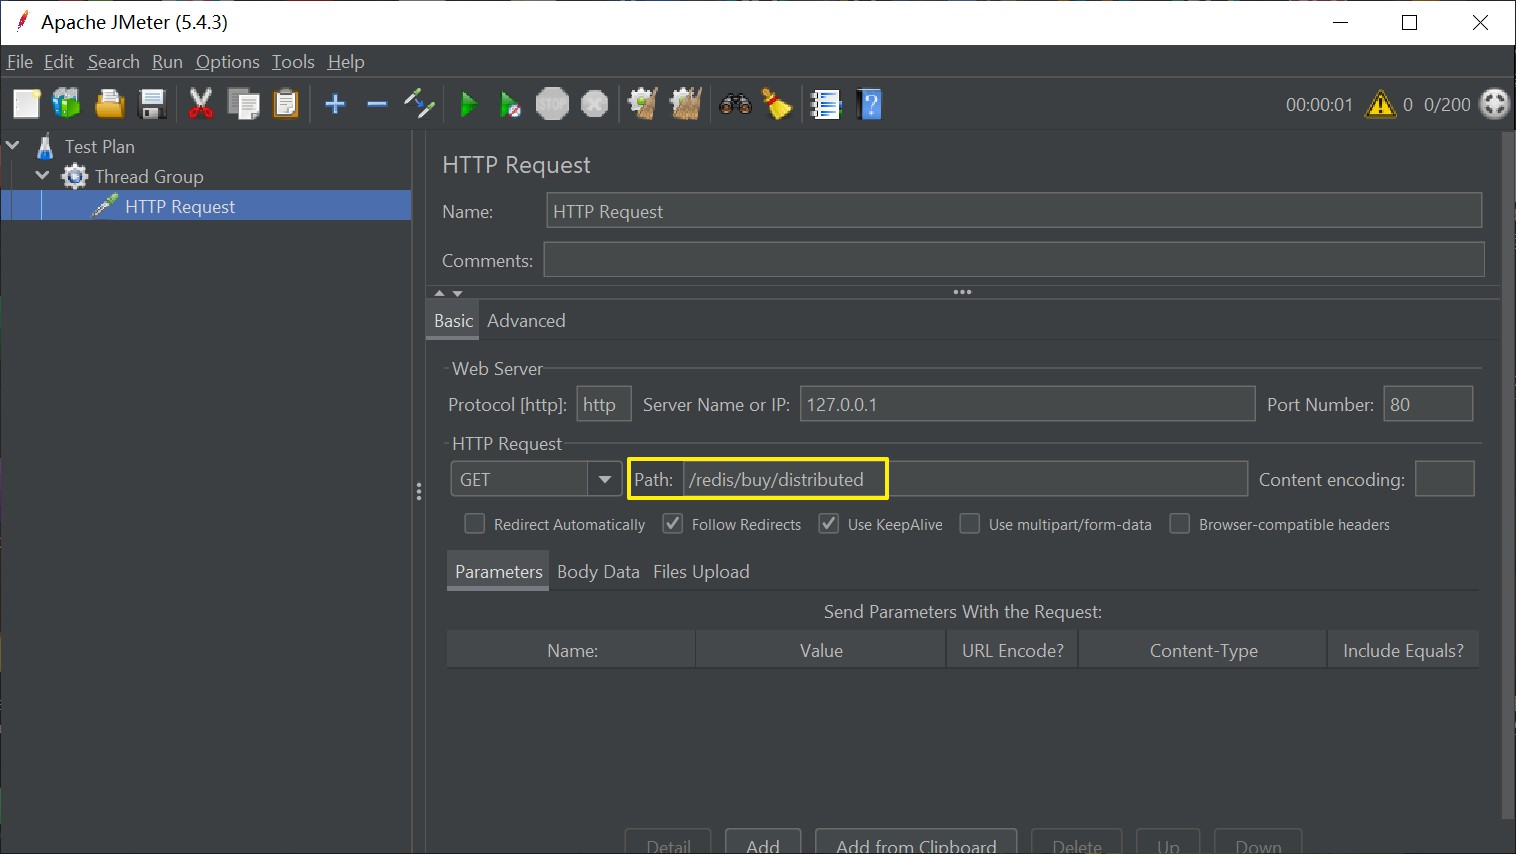 Apache JMeter (5.4.3)
File Edit Search Run Options Tools Help
STOP 00:00:01 0 0/200
Test Plan
Thread Group
HTTP Request
HTTP Request
Name: HTTP Request
Comments:
Basic Advanced
Web Server
Protocol [http]: http Server Name or IP: 127.0.0.1 Port Number: 80
HTTP Request
GET Path: /redis/buy/distributed Content encoding:
Redirect Automatically Follow Redirects Use KeepAlive Use multipart/form-data Browser-compatible headers
Parameters Body Data Files Upload
Send Parameters With the Request:
Name: Value URL Encode? Content-Type Include Equals?
Detail Add Add from Clipboard Delete Up Down